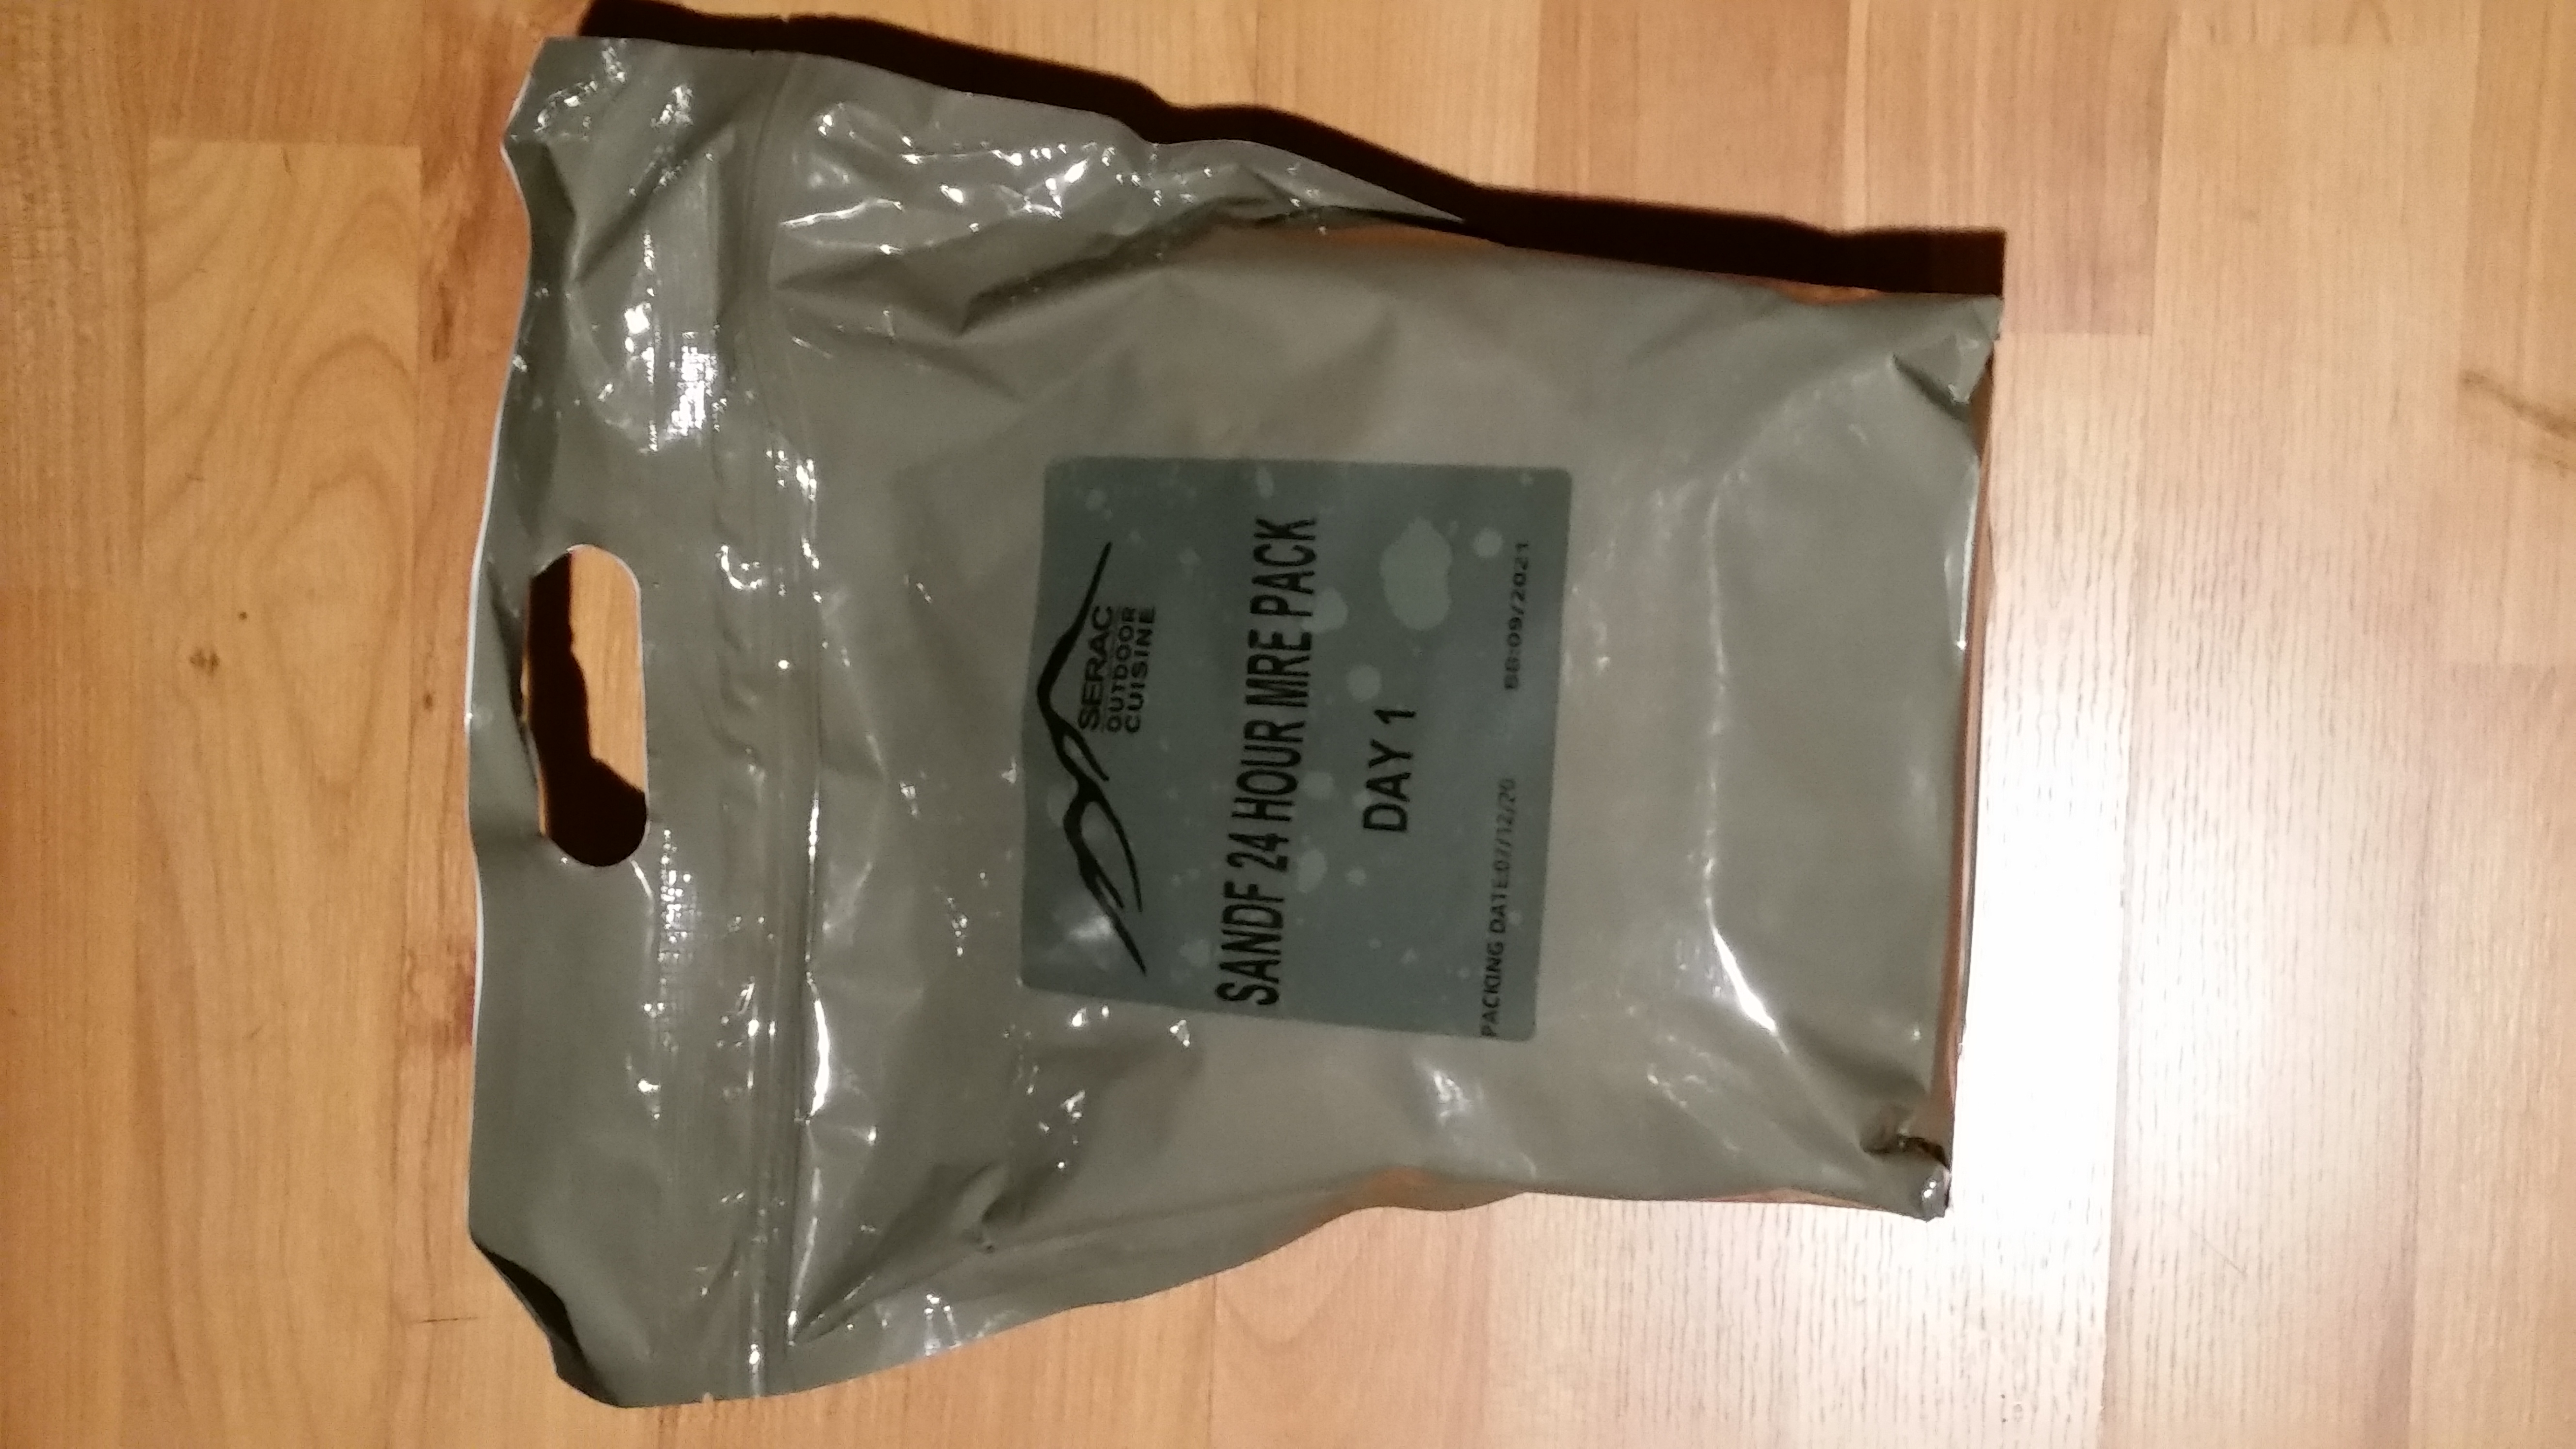 SERAC
OUTDOOR
CUISINE
SANDF 24 HOUR MRE PACK
DAY 1
PACKING DATE:07/12/20 BB:09/2021